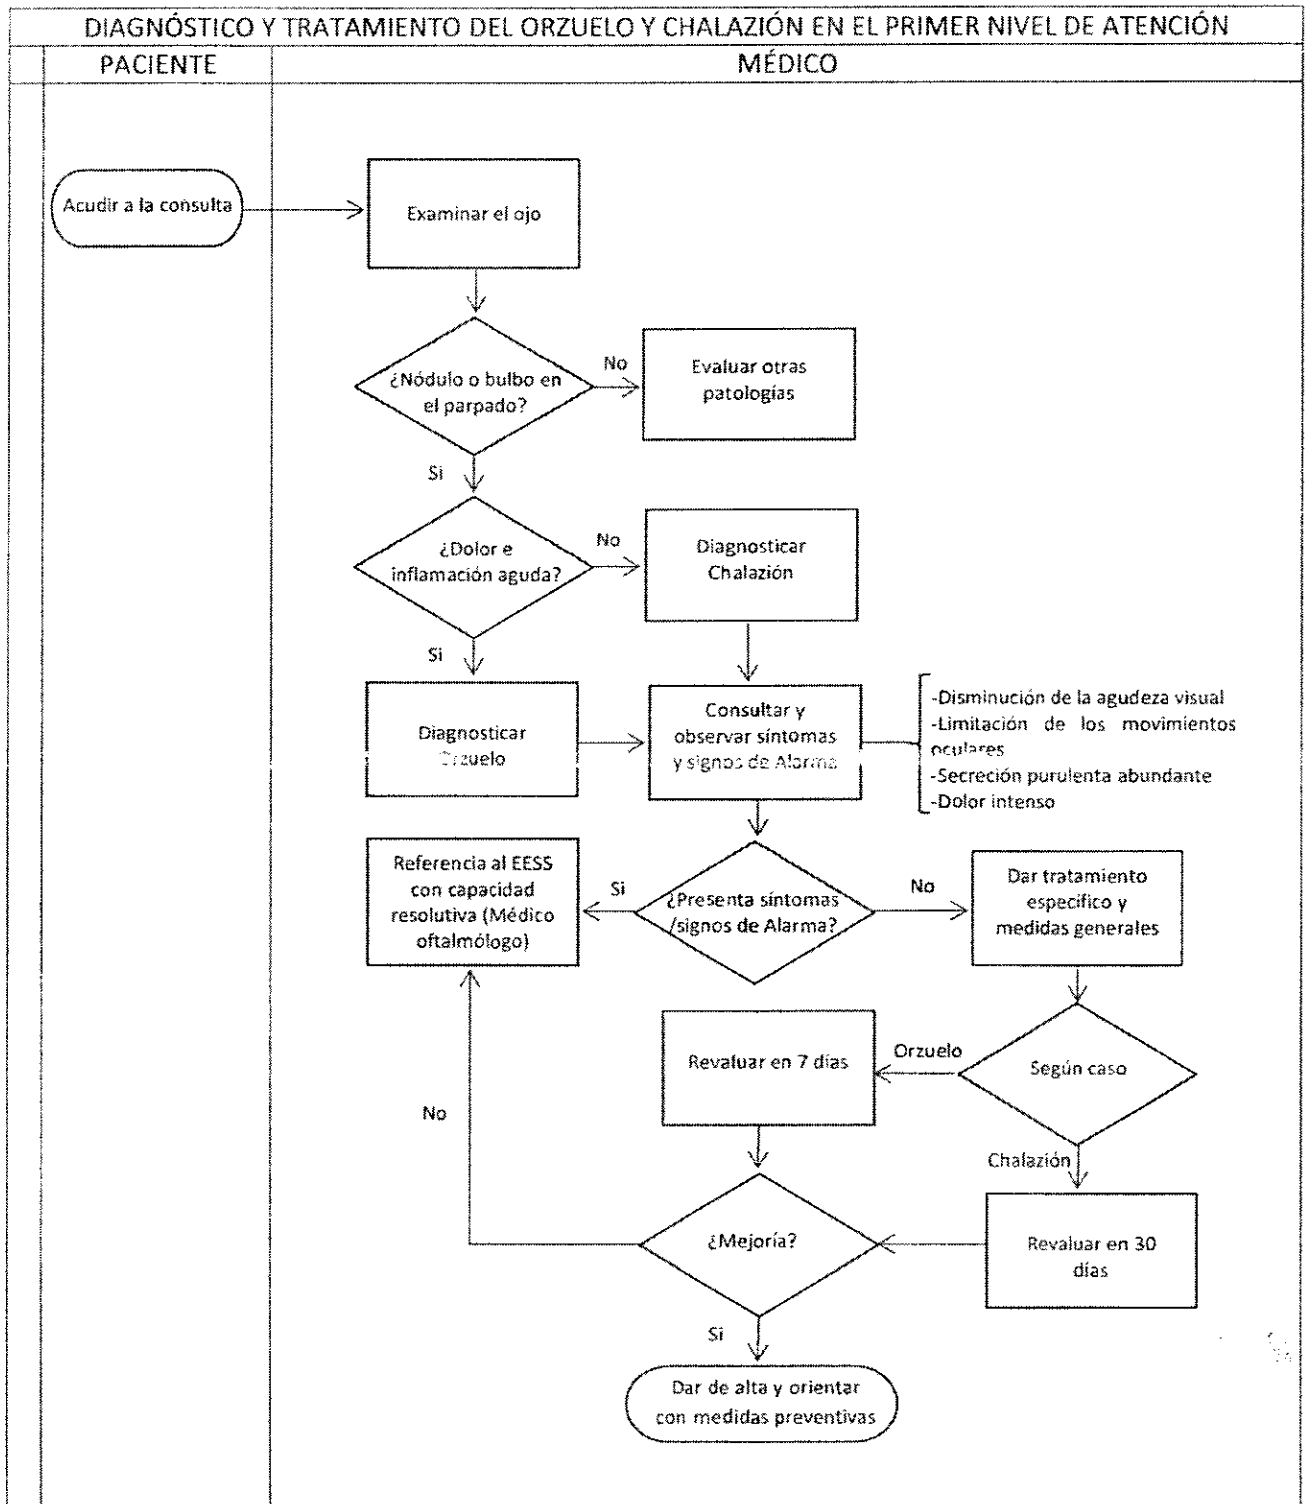 DIAGNÓSTICO Y TRATAMIENTO DEL ORZUELO Y CHALAZIÓN EN EL PRIMER NIVEL DE ATENCIÓN
PACIENTE
MÉDICO
Acudir a la consulta
Examinar el ojo
¿Nódulo o bulbo en
el parpado?
No
Evaluar otras
patologías
Si
¿Dolor e
inflamación aguda?
No
Diagnosticar
Chalazión
Si
Diagnosticar
Orzuelo
Consultar y
observar síntomas
y signos de Alarma
-Disminución de la agudeza visual
-Limitación de los movimientos
oculares
-Secreción purulenta abundante
-Dolor intenso
Referencia al EESS
con capacidad
resolutiva (Médico
oftalmólogo)
Si
¿Presenta síntomas
/signos de Alarma?
No
Dar tratamiento
específico y
medidas generales
Revaluar en 7 días
Orzuelo
Según caso
No
Chalazión
¿Mejoría?
Revaluar en 30
días
Si
Dar de alta y orientar
con medidas preventivas